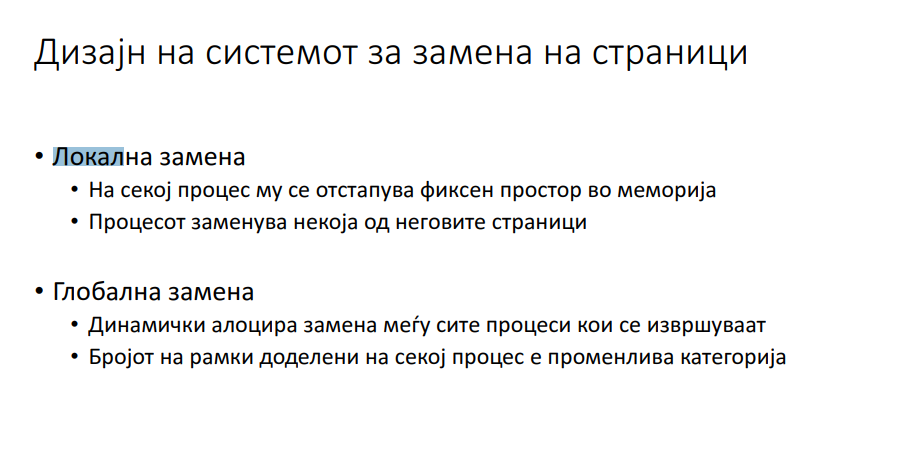 Дизајн на системот за замена на страници
• Локална замена
• На секој процес му се отстапува фиксен простор во меморија
• Процесот заменува некоја од неговите страници
• Глобална замена
• Динамички алоцира замена меѓу сите процеси кои се извршуваат
• Бројот на рамки доделени на секој процес е променлива категорија